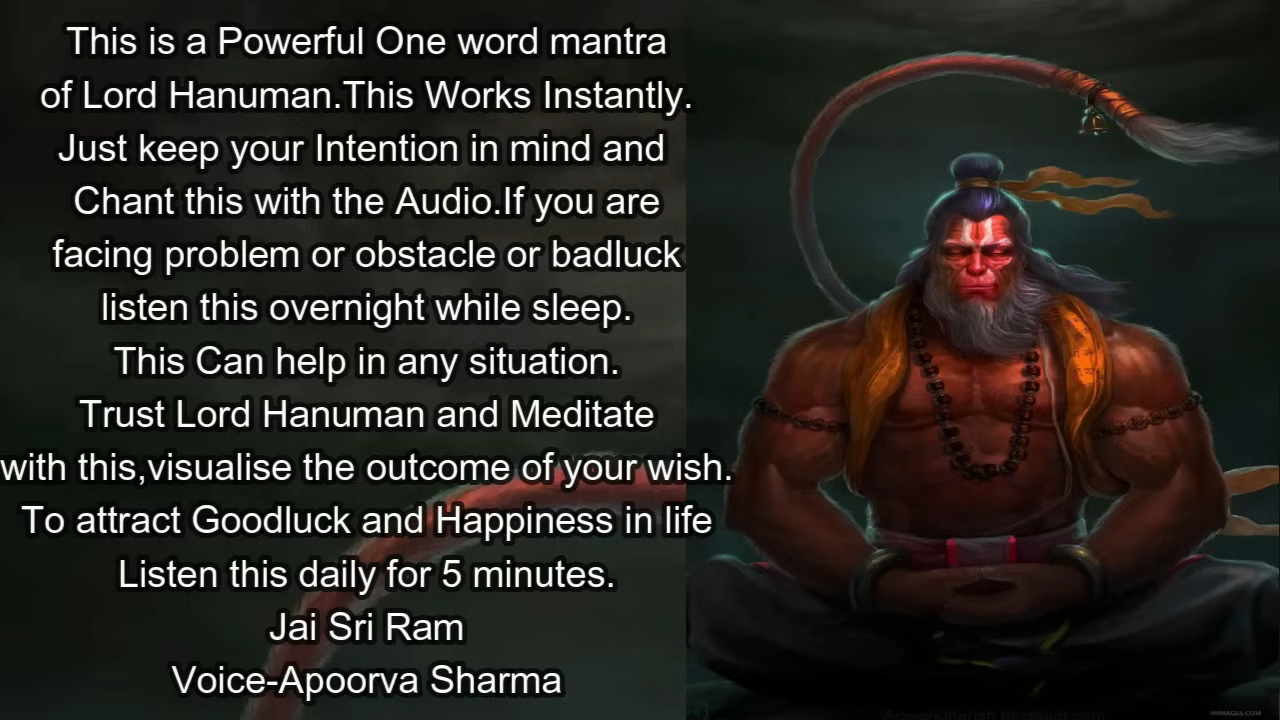 This is a Powerful One word mantra
of Lord Hanuman.This Works Instantly.
Just keep your Intention in mind and
Chant this with the Audio.If you are
facing problem or obstacle or badluck
listen this overnight while sleep.
This Can help in any situation.
Trust Lord Hanuman and Meditate
with this,visualise the outcome of your wish.
To attract Goodluck and Happiness in life
Listen this daily for 5 minutes.
Jai Sri Ram
Voice-Apoorva Sharma